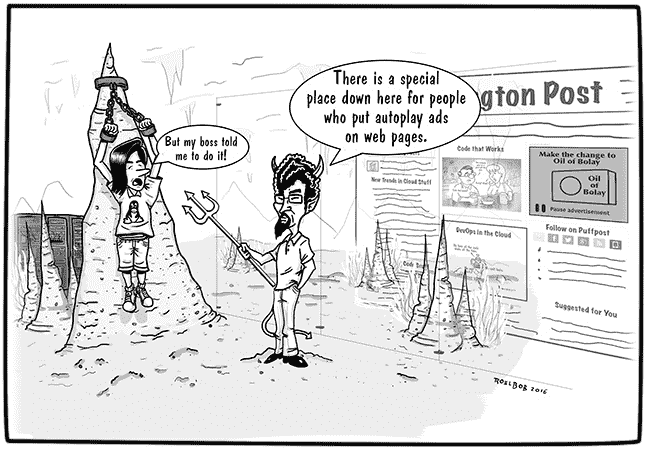 There is a special
place down here for people
who put autoplay ads
on web pages.
But my boss told
me to do it!
gton Post
Code that Works
New Trends in Cloud Stuff
DevOps in the Cloud
Code
Make the change to
Oil of Bolay
Oil
of
Bolay
Pause advertisement
Follow on Puffpost
Suggested for You
ROELBOB 2016